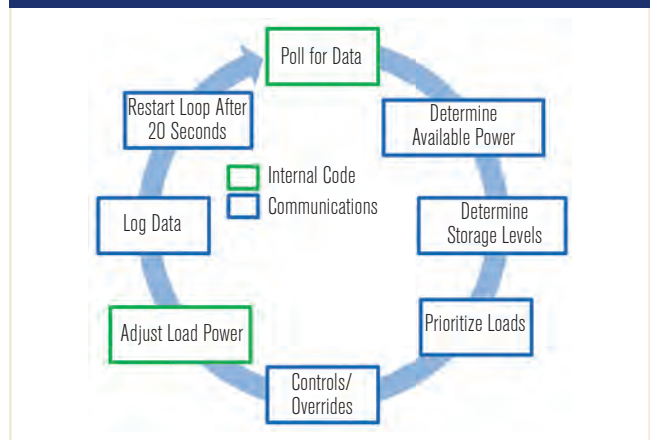 Poll for Data
Determine
Available Power
Determine
Storage Levels
Prioritize Loads
Controls/
Overrides
Adjust Load Power
Log Data
Restart Loop After
20 Seconds
Internal Code
Communications